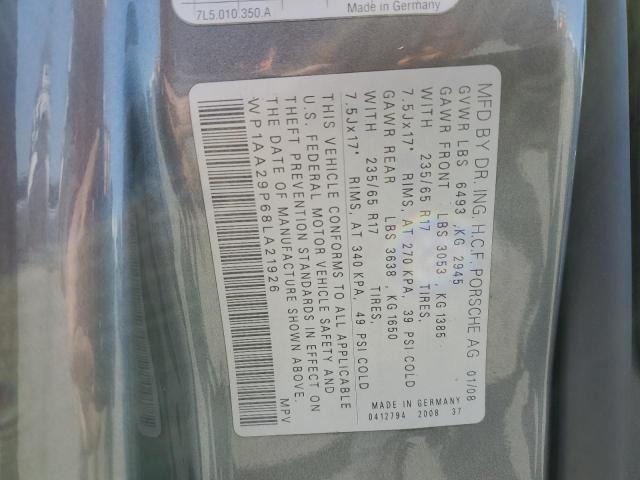 7L5.010.350.A
Made in Germany
MFD BY DR. ING. H.C.F. PORSCHE AG 01/08
GVWR LBS 6493 ,KG 2945
GAWR FRONT LBS 3053 , KG 1385
WITH 235/65 R17 TIRES,
7.5Jx17" RIMS, AT 270 KPA, 39 PSI COLD
GAWR REAR LBS 3638 , KG 1650
WITH 235/65 R17 TIRES,
7.5Jx17" RIMS, AT 340 KPA, 49 PSI COLD
THIS VEHICLE CONFORMS TO ALL APPLICABLE
U.S. FEDERAL MOTOR VEHICLE SAFETY AND
THEFT PREVENTION STANDARDS IN EFFECT ON
THE DATE OF MANUFACTURE SHOWN ABOVE.
WP1AA29P68LA21926
MPV
MADE IN GERMANY
0412794 2008 37